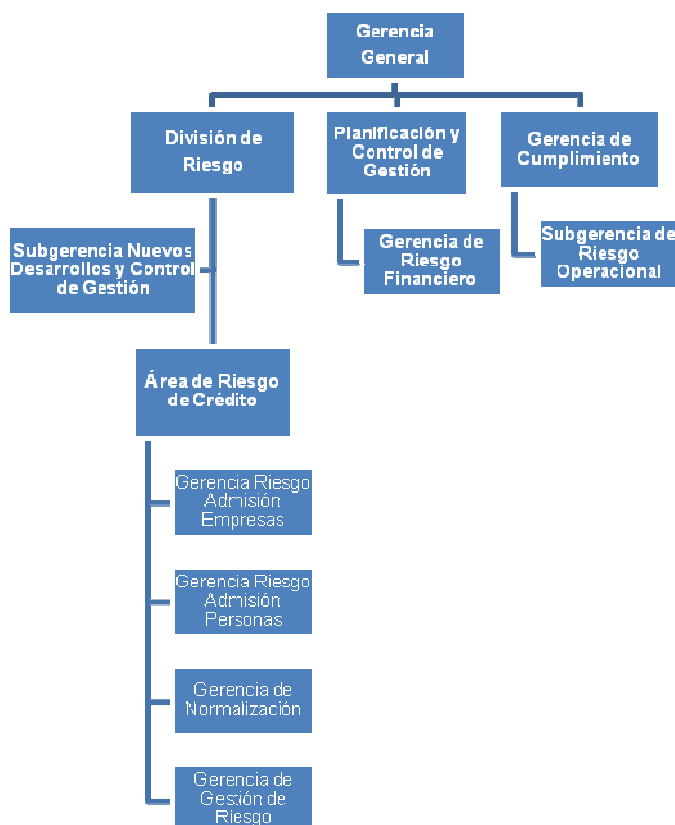 Gerencia
General
División de
Riesgo
Planificación y
Control de
Gestión
Gerencia de
Cumplimiento
Subgerencia Nuevos
Desarrollos y Control
de Gestión
Gerencia de
Riesgo
Financiero
Subgerencia de
Riesgo
Operacional
Área de Riesgo
de Crédito
Gerencia Riesgo
Admisión
Empresas
Gerencia Riesgo
Admisión
Personas
Gerencia de
Normalización
Gerencia de
Gestión de
Riesgo